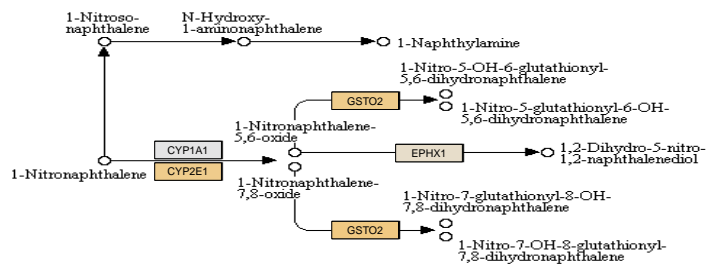 1-Nitroso-
naphthalene
N-Hydroxy-
1-aminonaphthalene
1-Naphthylamine
1-Nitro-5-OH-6-glutathionyl-
5,6-dihydronaphthalene
GSTO2
1-Nitro-5-glutathionyl-6-OH-
5,6-dihydronaphthalene
1-Nitronaphthalene-
5,6-oxide
CYP1A1
EPHX1
1,2-Dihydro-5-nitro-
1,2-naphthalenediol
1-Nitronaphthalene
CYP2E1
1-Nitronaphthalene-
7,8-oxide
1-Nitro-7-glutathionyl-8-OH-
7,8-dihydronaphthalene
GSTO2
1-Nitro-7-OH-8-glutathionyl-
7,8-dihydronaphthalene